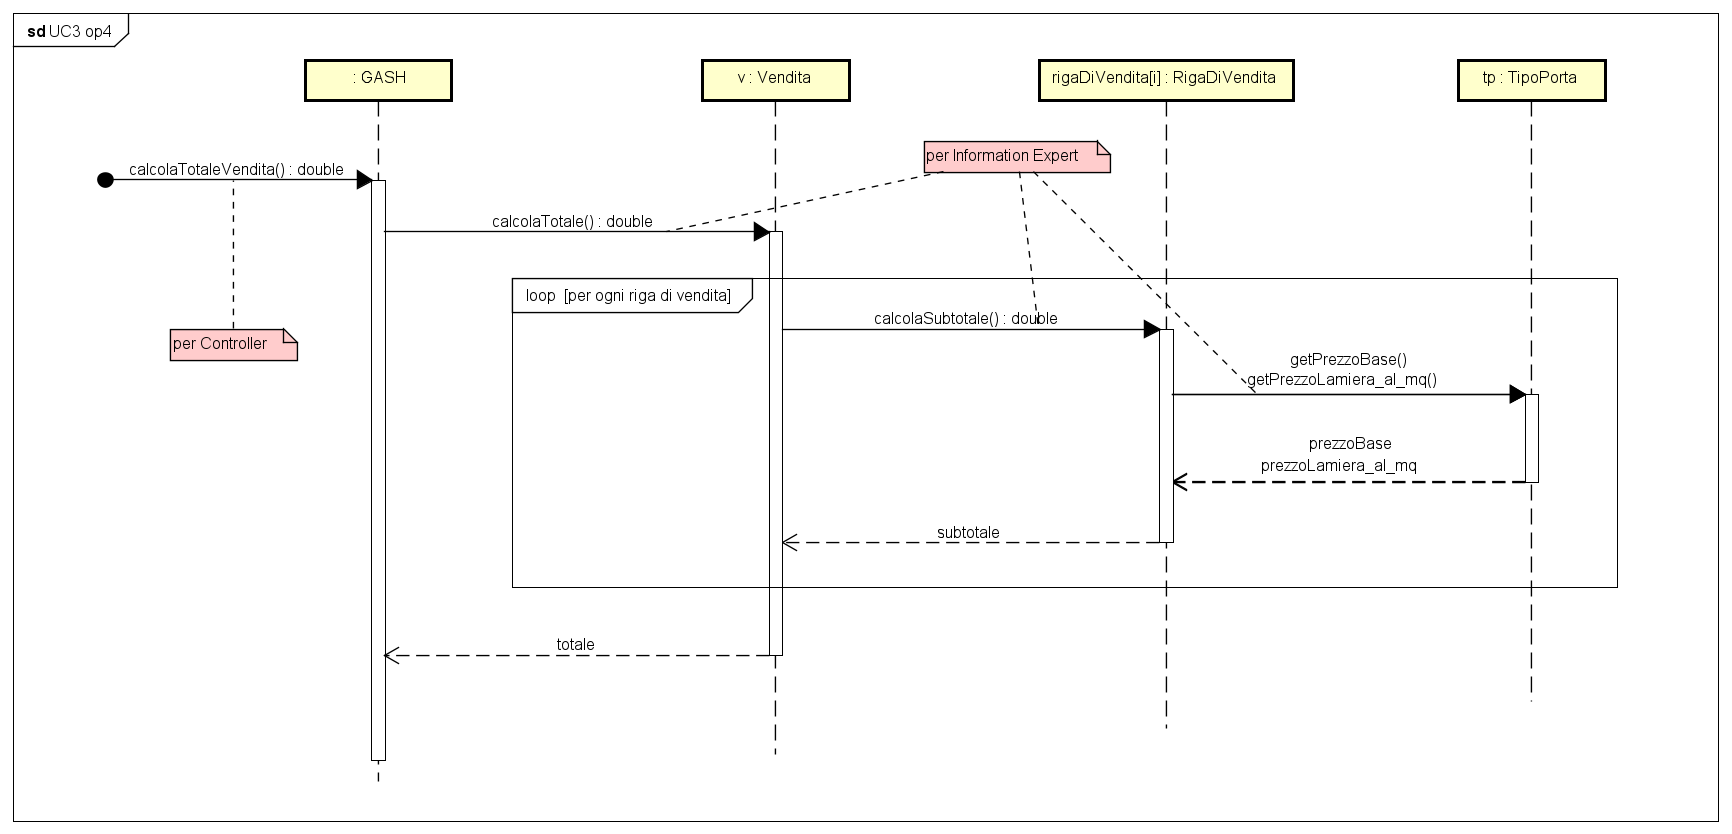 sd UC3 op4
: GASH
v : Vendita
rigaDiVendita[i] : RigaDiVendita
tp : TipoPorta
per Information Expert
calcolaTotaleVendita() : double
calcolaTotale() : double
loop [per ogni riga di vendita]
calcolaSubtotale() : double
per Controller
getPrezzoBase()
getPrezzoLamiera_al_mq()
prezzoBase
prezzoLamiera_al_mq
subtotale
totale